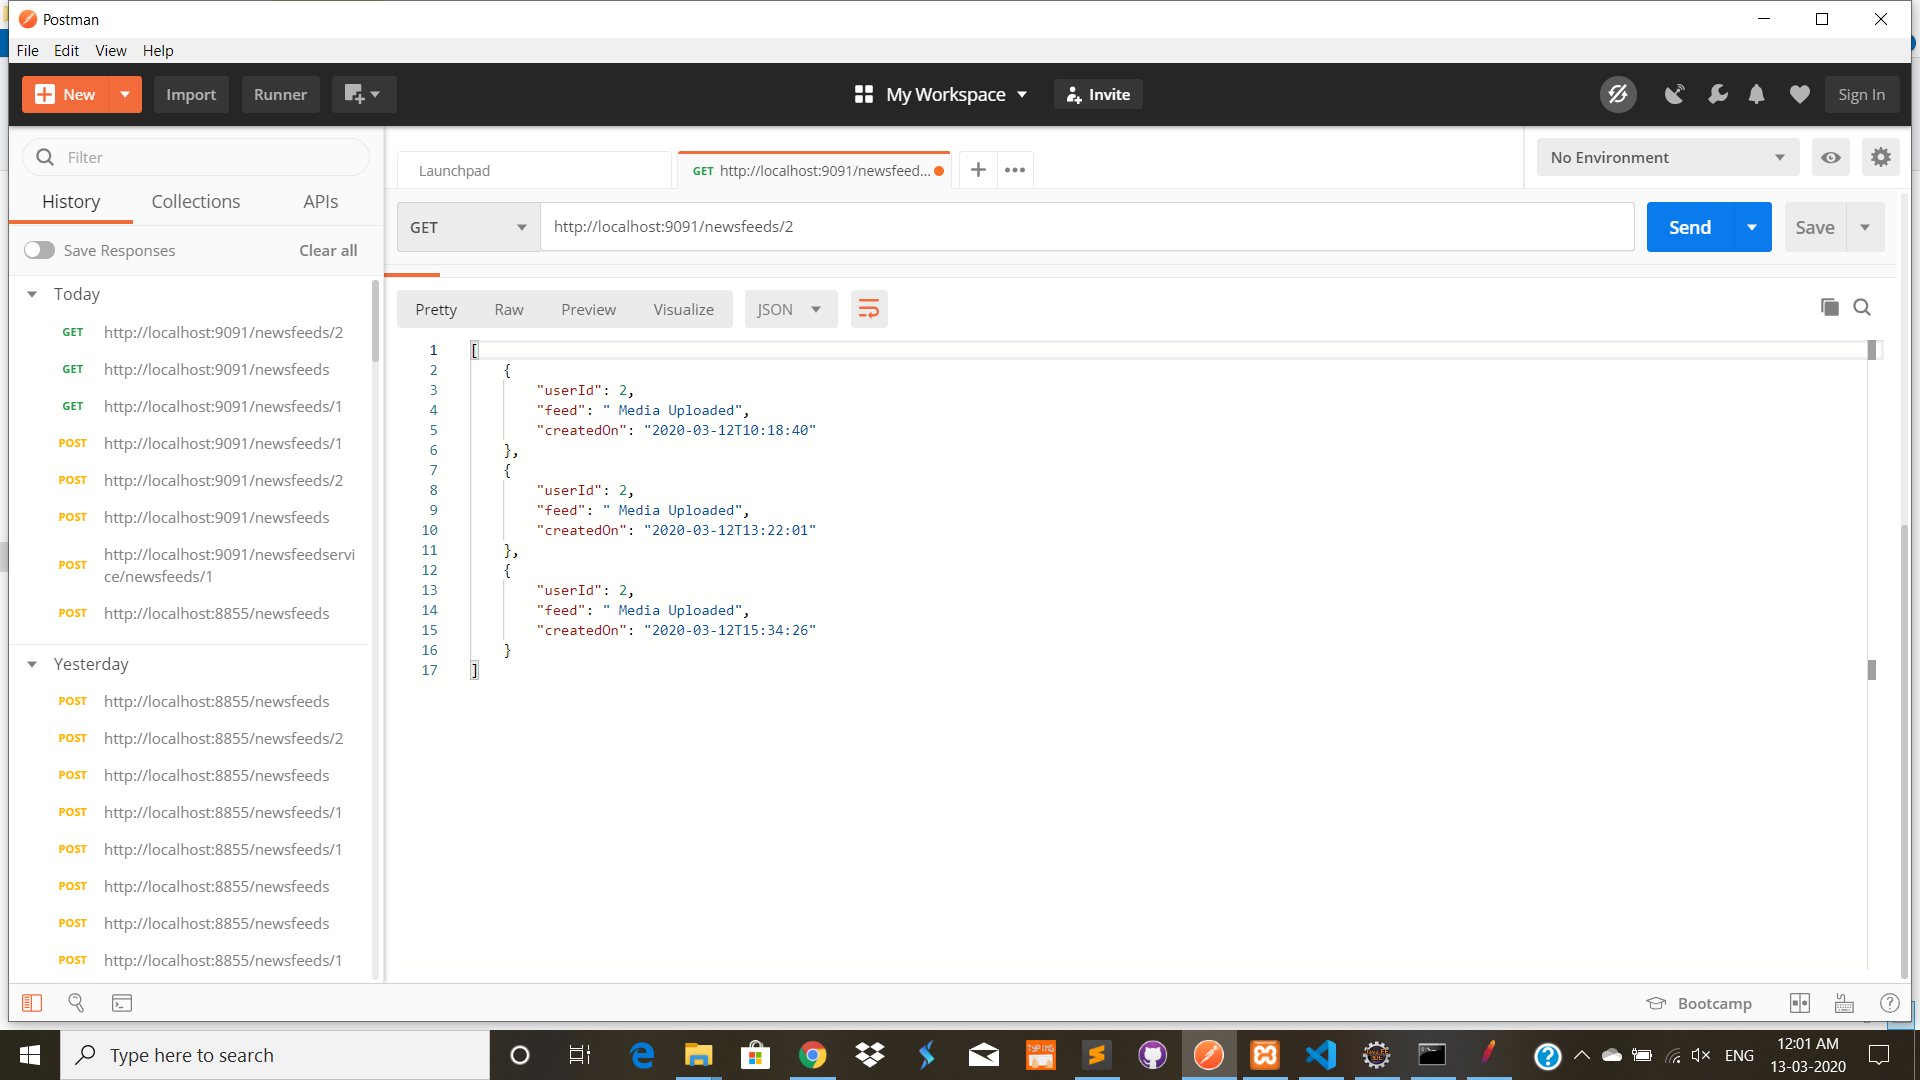 Postman
File Edit View Help
New Import Runner My Workspace Invite Sign In
Filter
History Collections APIs
Save Responses Clear all
Today
GET http://localhost:9091/newsfeeds/2
GET http://localhost:9091/newsfeeds
GET http://localhost:9091/newsfeeds/1
POST http://localhost:9091/newsfeeds/1
POST http://localhost:9091/newsfeeds/2
POST http://localhost:9091/newsfeeds
POST http://localhost:9091/newsfeedservi
ce/newsfeeds/1
POST http://localhost:8855/newsfeeds
Yesterday
POST http://localhost:8855/newsfeeds
POST http://localhost:8855/newsfeeds/2
POST http://localhost:8855/newsfeeds
POST http://localhost:8855/newsfeeds/1
POST http://localhost:8855/newsfeeds/1
POST http://localhost:8855/newsfeeds
POST http://localhost:8855/newsfeeds
POST http://localhost:8855/newsfeeds/1
Launchpad GET http://localhost:9091/newsfeed... No Environment
GET http://localhost:9091/newsfeeds/2 Send Save
Pretty Raw Preview Visualize JSON
1 [
2 {
3 "userId": 2,
4 "feed": " Media Uploaded",
5 "createdOn": "2020-03-12T10:18:40"
6 },
7 {
8 "userId": 2,
9 "feed": " Media Uploaded",
10 "createdOn": "2020-03-12T13:22:01"
11 },
12 {
13 "userId": 2,
14 "feed": " Media Uploaded",
15 "createdOn": "2020-03-12T15:34:26"
16 }
17 ]
Bootcamp
Type here to search TYPING ENG 12:01 AM
13-03-2020